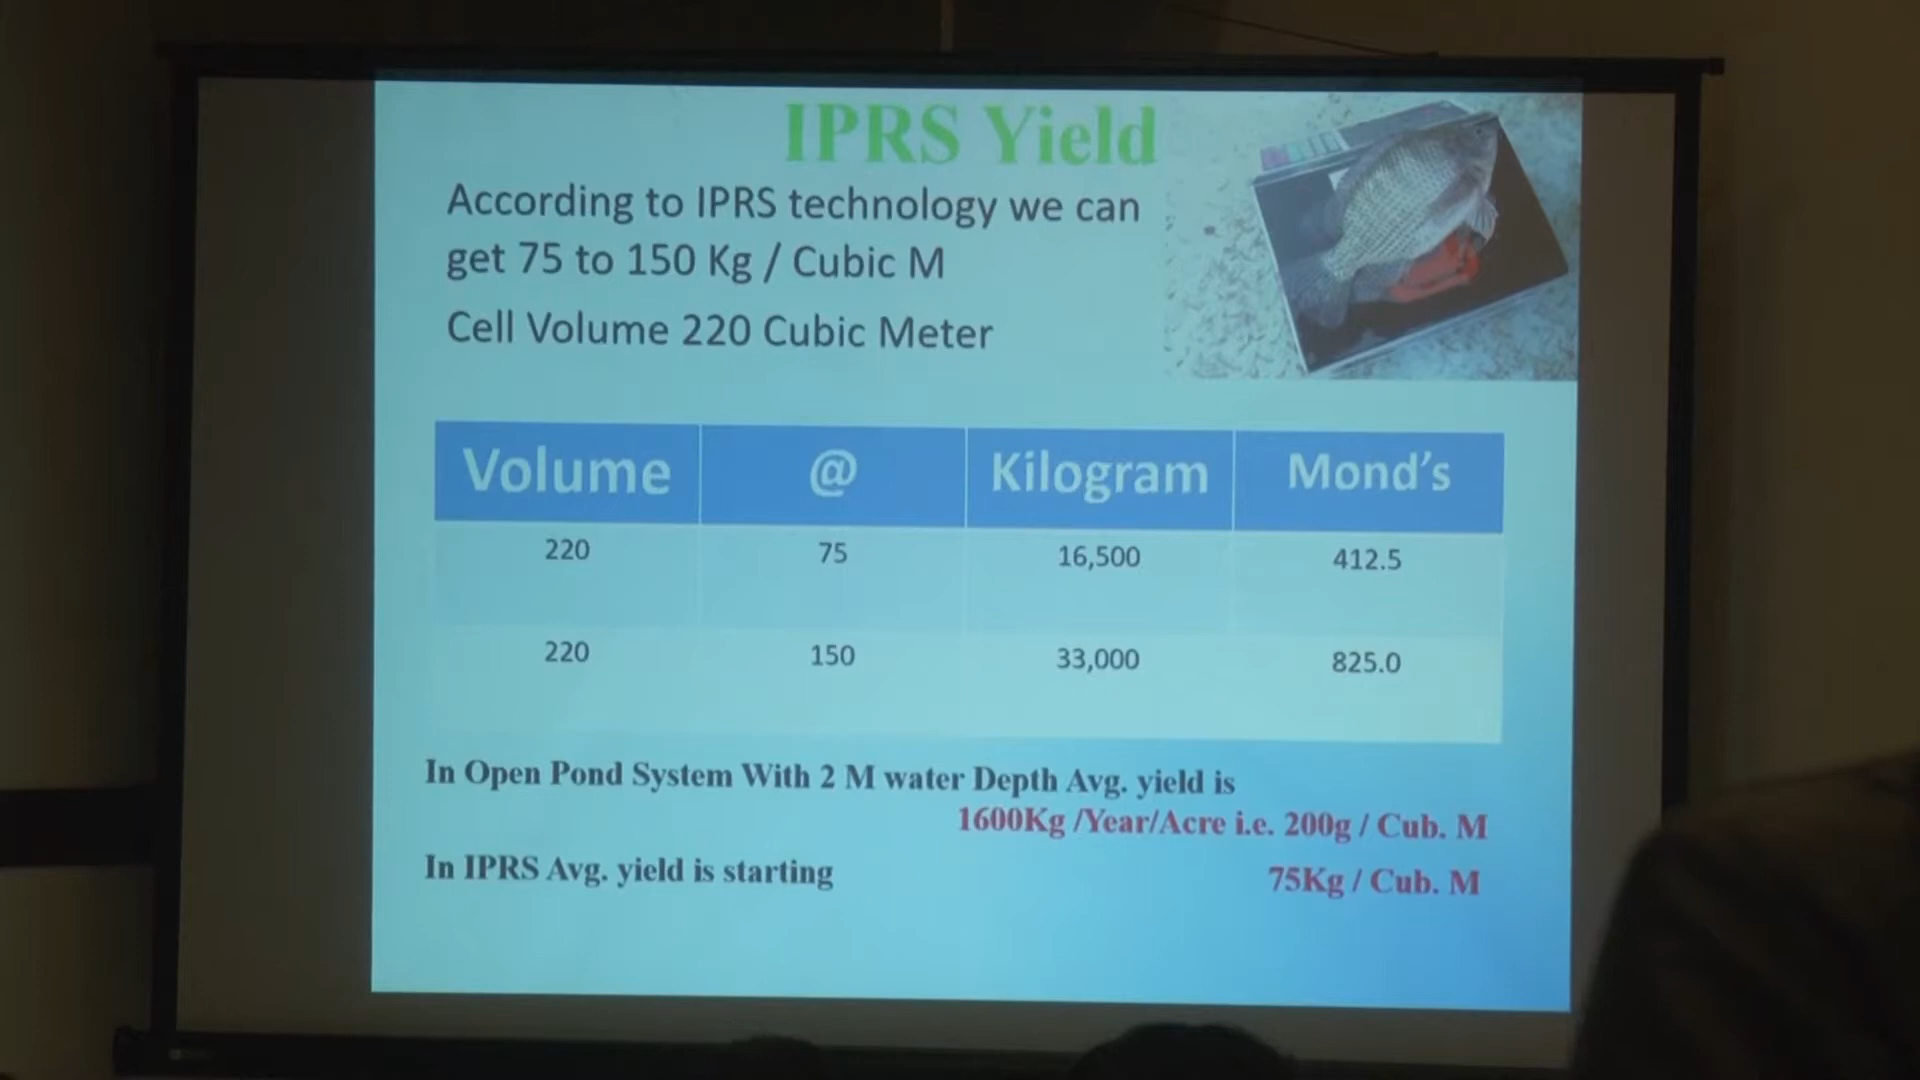 IPRS Yield
According to IPRS technology we can
get 75 to 150 Kg / Cubic M
Cell Volume 220 Cubic Meter
Volume @ Kilogram Mond's
220 75 16,500 412.5
220 150 33,000 825.0
In Open Pond System With 2 M water Depth Avg. yield is
1600Kg /Year/Acre i.e. 200g / Cub. M
In IPRS Avg. yield is starting 75Kg / Cub. M